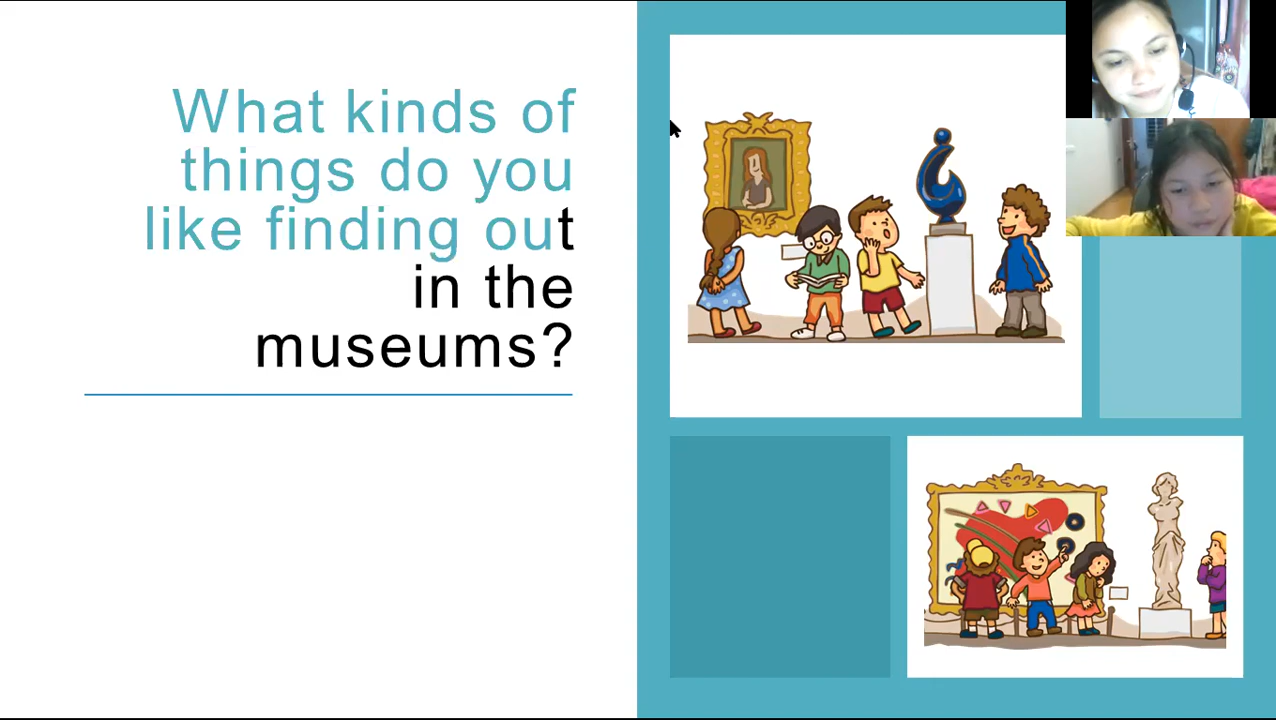 What kinds of
things do you
like finding out
in the
museums?